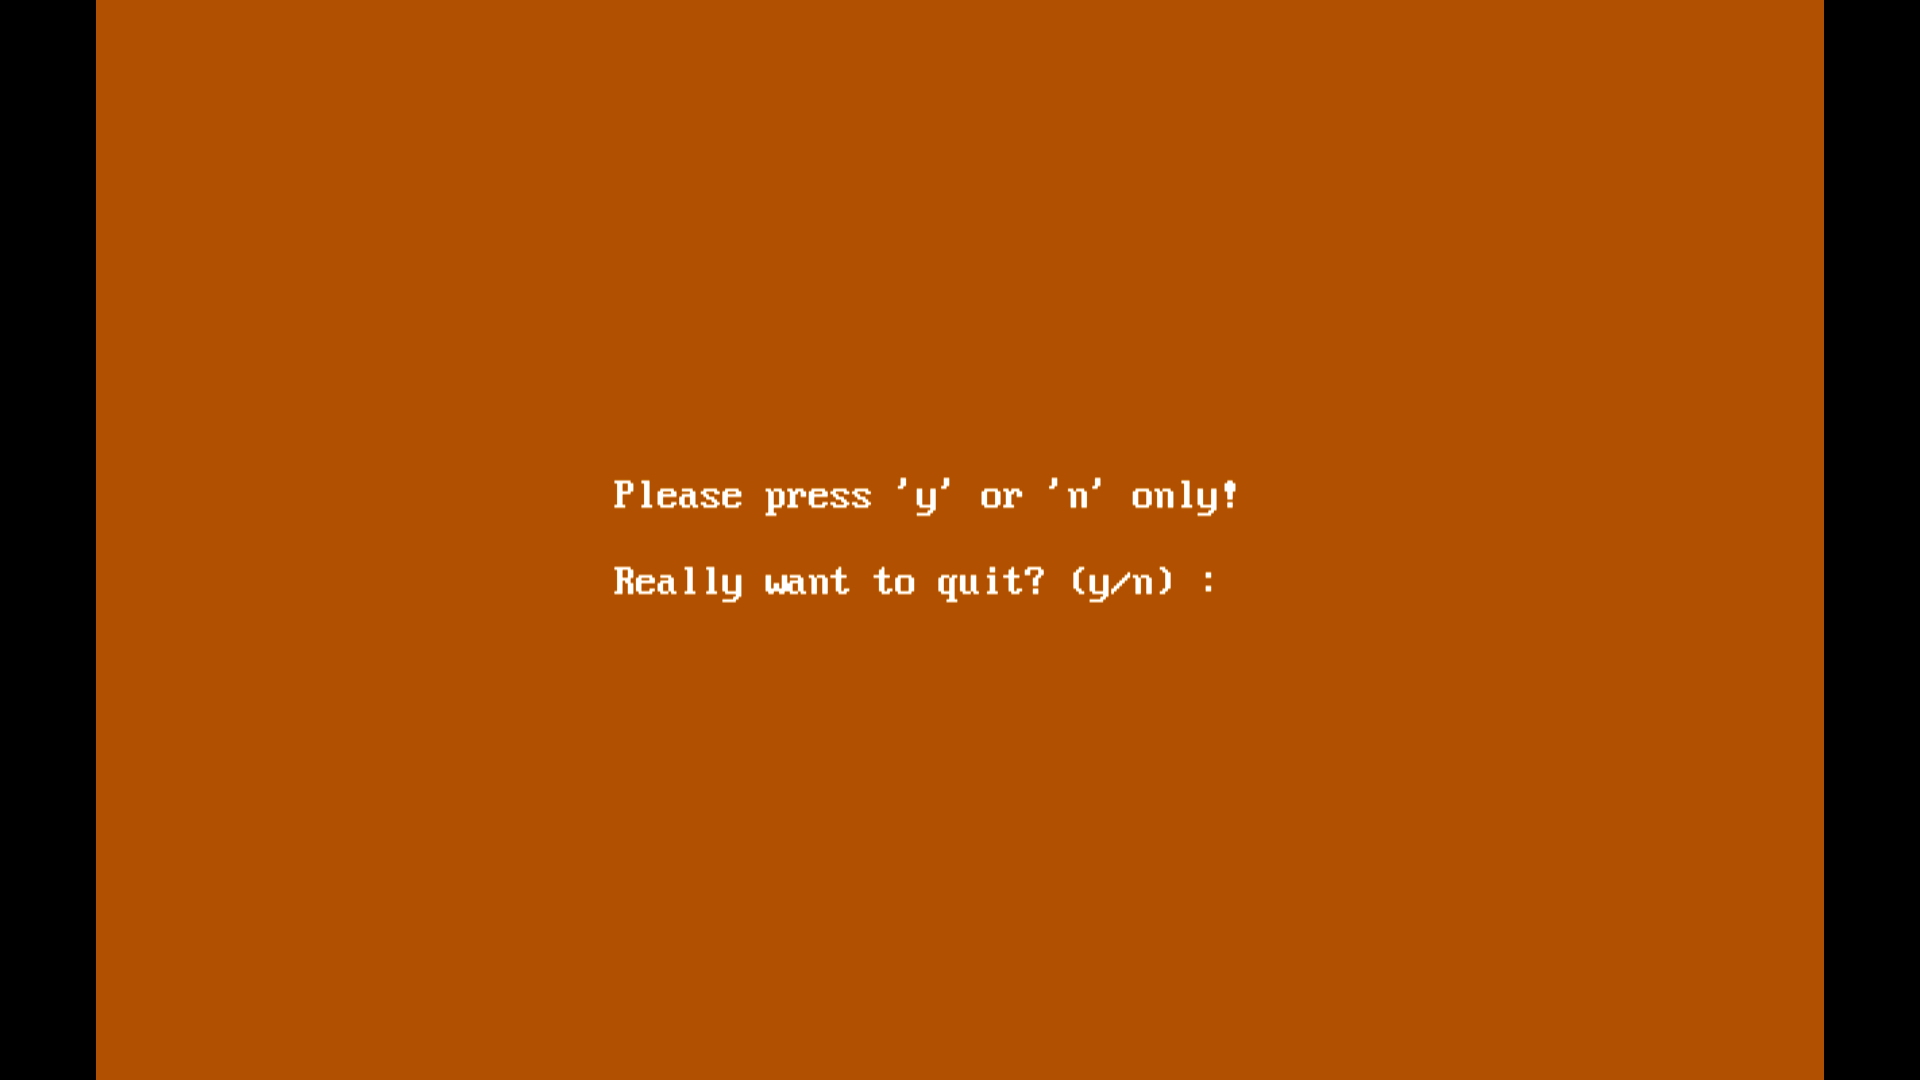 Please press 'y' or 'n' only!
Really want to quit? (y/n) :